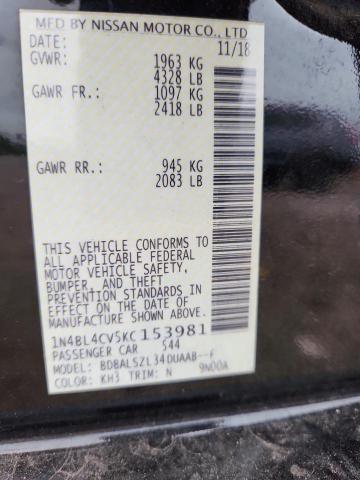 MFD BY NISSAN MOTOR CO., LTD
DATE: 11/18
GVWR: 1963 KG
4328 LB
GAWR FR.: 1097 KG
2418 LB
GAWR RR.: 945 KG
2083 LB
THIS VEHICLE CONFORMS TO
ALL APPLICABLE FEDERAL
MOTOR VEHICLE SAFETY,
BUMPER, AND THEFT
PREVENTION STANDARDS IN
EFFECT ON THE DATE OF
MANUFACTURE SHOWN ABOVE.
1N4BL4CV5KC153981
PASSENGER CAR 544
MODEL: BDBALSZL34DUAAB--F
COLOR: KH3 TRIM: N 9N00A